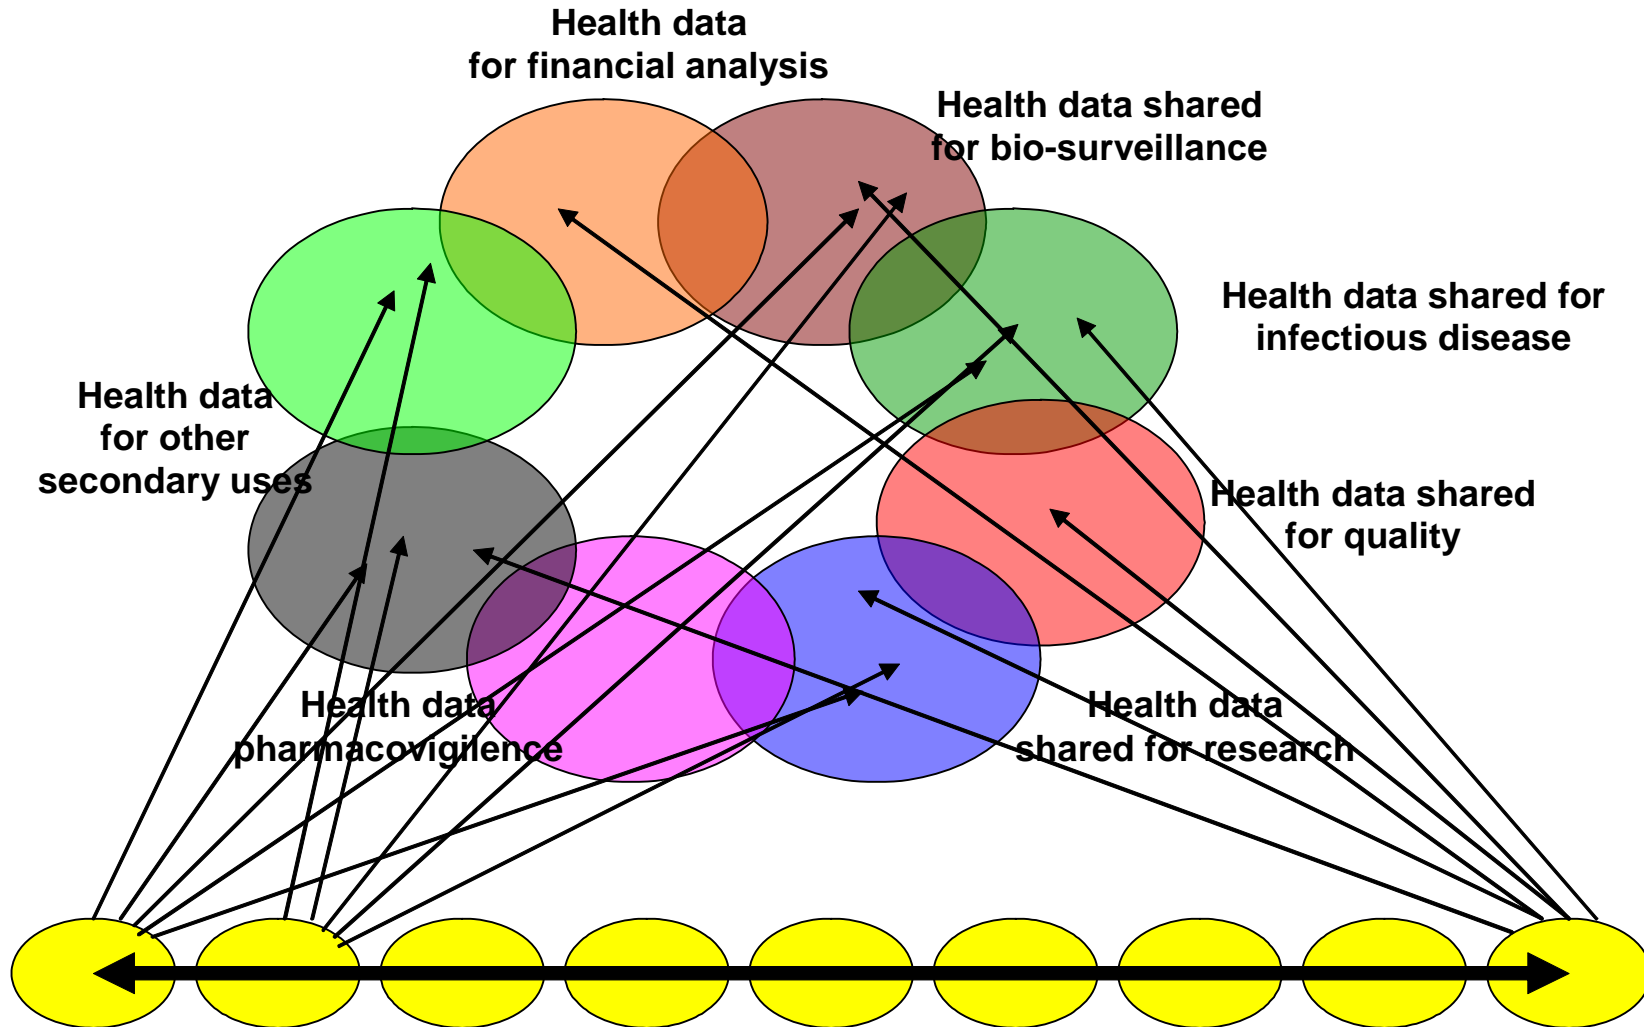 Health data
for financial analysis
Health data shared
for bio-surveillance
Health data shared for
infectious disease
Health data
for other
secondary uses
Health data shared
for quality
Health data
pharmacovigilence
Health data
shared for research